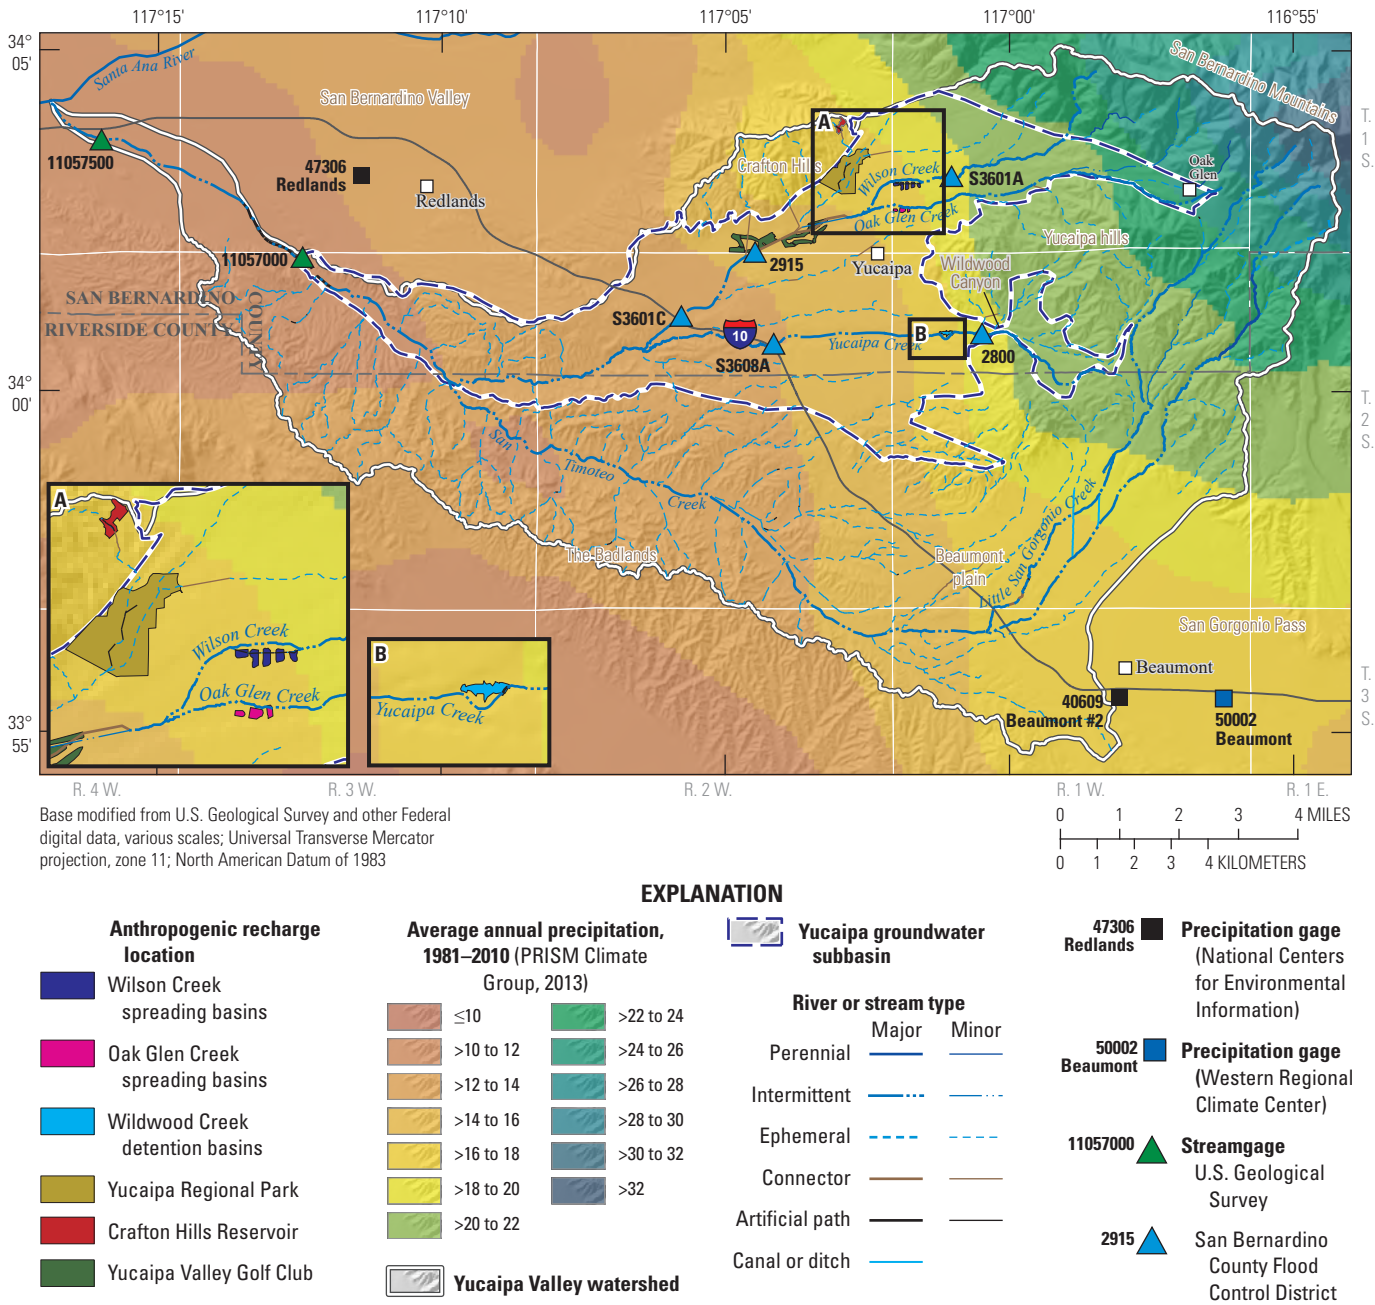 117°15'
117°10'
117°05'
117°00'
116°55'
34°
05'
Santa Ana River
San Bernardino Valley
San Bernardino Mountains
T.
1
S.
A
11057500
47306
Redlands
Redlands
Crafton Hills
Wilson Creek
S3601A
Oak
Glen
Oak Glen Creek
Yucaipa hills
11057000
2915
Yucaipa
Wildwood
Canyon
SAN BERNARDINO
COUNTY
RIVERSIDE COUNTY
S3601C
10
B
Yucaipa Creek
2800
S3608A
34°
00'
T.
2
S.
San
Timoteo
Creek
A
Little San Gorgonio Creek
The Badlands
Beaumont
plain
San Gorgonio Pass
Wilson Creek
B
Oak Glen Creek
Yucaipa Creek
Beaumont
T.
3
S.
33°
55'
40609
Beaumont #2
50002
Beaumont
R. 4 W.
R. 3 W.
R. 2 W.
R. 1 W.
R. 1 E.
Base modified from U.S. Geological Survey and other Federal
digital data, various scales; Universal Transverse Mercator
projection, zone 11; North American Datum of 1983
0 1 2 3 4 MILES
0 1 2 3 4 KILOMETERS
EXPLANATION
Anthropogenic recharge
location
Wilson Creek
spreading basins
Oak Glen Creek
spreading basins
Wildwood Creek
detention basins
Yucaipa Regional Park
Crafton Hills Reservoir
Yucaipa Valley Golf Club
Average annual precipitation,
1981–2010 (PRISM Climate
Group, 2013)
≤10
>10 to 12
>12 to 14
>14 to 16
>16 to 18
>18 to 20
>20 to 22
>22 to 24
>24 to 26
>26 to 28
>28 to 30
>30 to 32
>32
Yucaipa Valley watershed
Yucaipa groundwater
subbasin
River or stream type
Major Minor
Perennial
Intermittent
Ephemeral
Connector
Artificial path
Canal or ditch
47306
Redlands
Precipitation gage
(National Centers
for Environmental
Information)
50002
Beaumont
Precipitation gage
(Western Regional
Climate Center)
11057000
Streamgage
U.S. Geological
Survey
2915
San Bernardino
County Flood
Control District